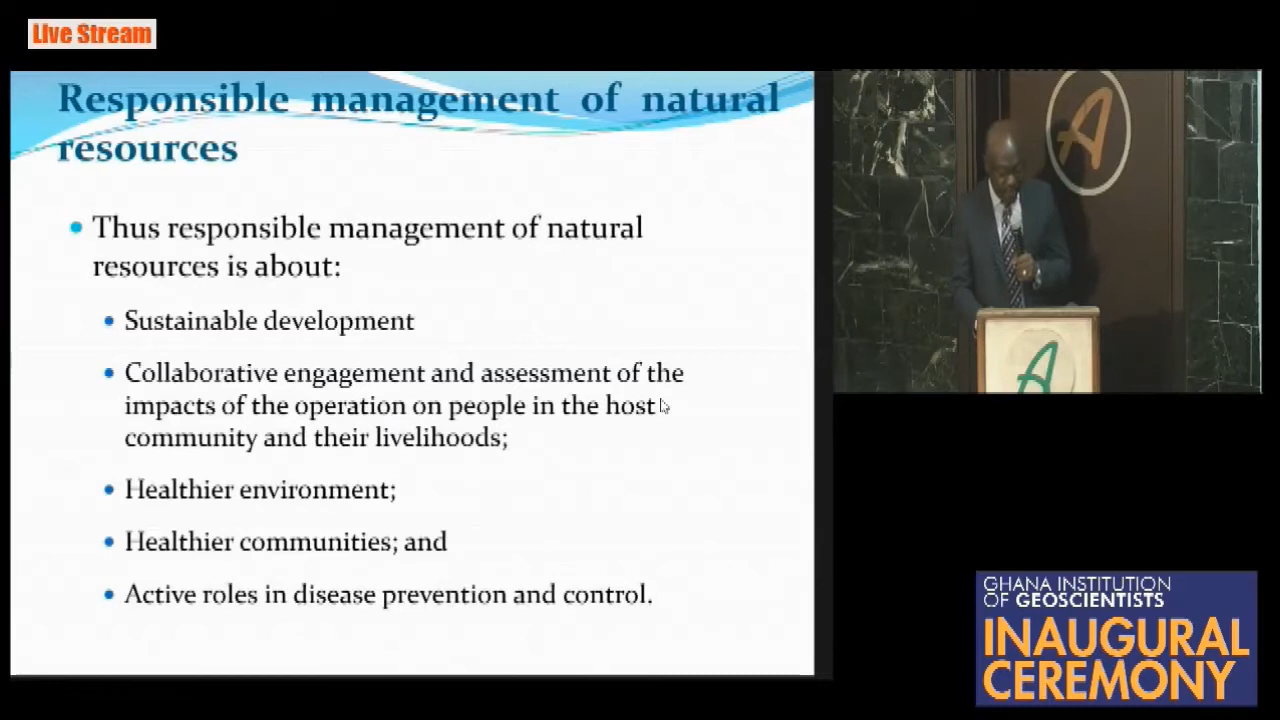 Live Stream
Responsible management of natural
resources
Thus responsible management of natural
resources is about:
Sustainable development
Collaborative engagement and assessment of the
impacts of the operation on people in the host
community and their livelihoods;
Healthier environment;
Healthier communities; and
Active roles in disease prevention and control.
A
A
GHANA INSTITUTION
OF GEOSCIENTISTS
INAUGURAL
CEREMONY